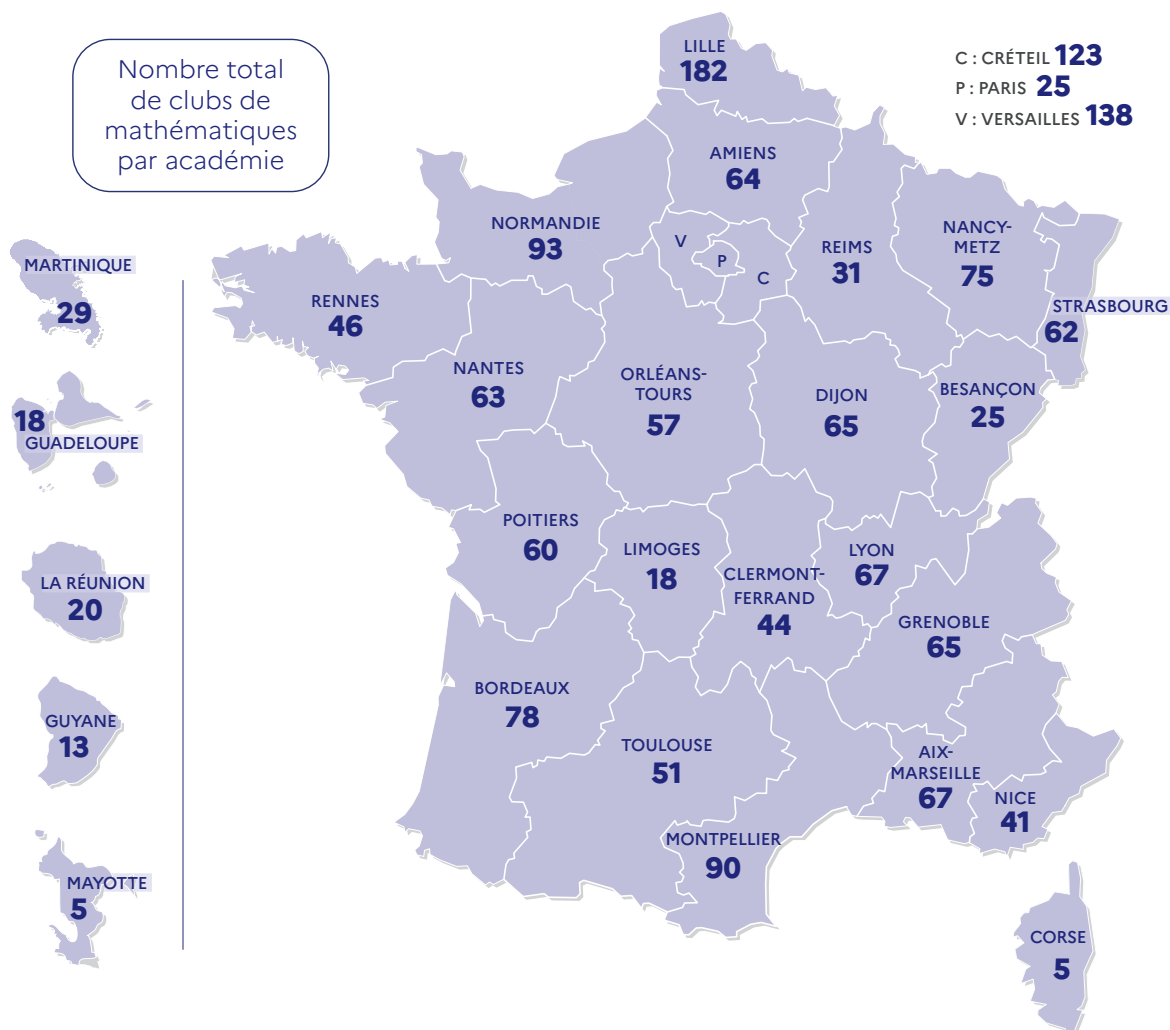 Nombre total
de clubs de
mathématiques
par académie
C : CRÉTEIL 123
P : PARIS 25
V : VERSAILLES 138
LILLE
182
AMIENS
64
NORMANDIE
93
V
P
C
REIMS
31
NANCY-
METZ
75
STRASBOURG
62
RENNES
46
NANTES
63
ORLÉANS-
TOURS
57
DIJON
65
BESANÇON
25
POITIERS
60
LIMOGES
18
CLERMONT-
FERRAND
44
LYON
67
GRENOBLE
65
BORDEAUX
78
TOULOUSE
51
AIX-
MARSEILLE
67
NICE
41
MONTPELLIER
90
CORSE
5
MARTINIQUE
29
18
GUADELOUPE
LA RÉUNION
20
GUYANE
13
MAYOTTE
5